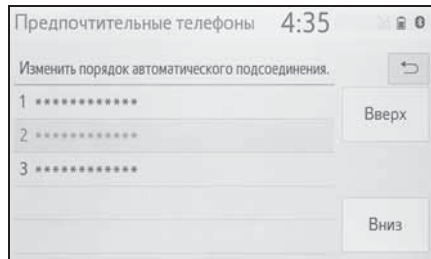 Предпочтительные телефоны 4:35
Изменить порядок автоматического подсоединения.
1 ************
2 ************
3 ************
Вверх
Вниз